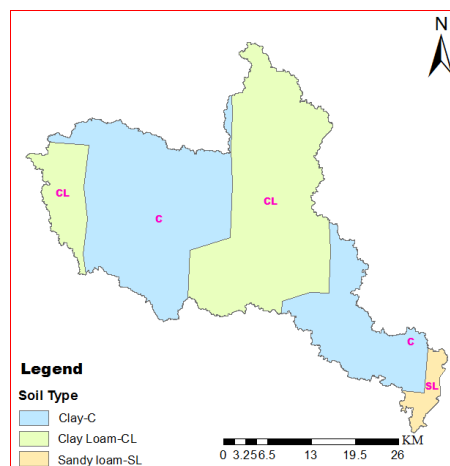 N
CL
C
CL
C
SL
Legend
Soil Type
Clay-C
Clay Loam-CL
Sandy loam-SL
KM
0 3.25 6.5 13 19.5 26